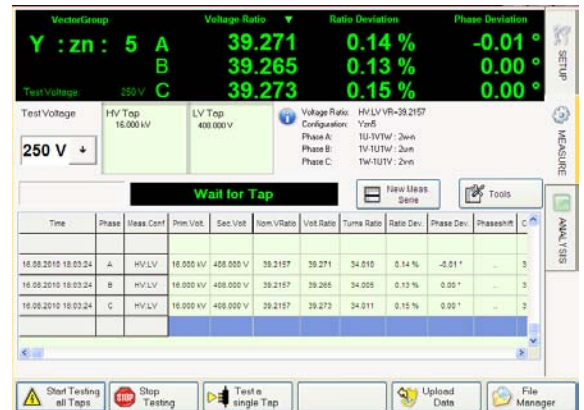 VectorGroup Voltage Ratio ▼ Ratio Deviation Phase Deviation
Y : zn : 5 A 39.271 0.14 % -0.01 °
B 39.265 0.13 % 0.00 °
Test Voltage: 250 V C 39.273 0.15 % 0.00 °
SETUP
MEASURE
ANALYSIS
Test Voltage
250 V
HV Tap
16.000 kV
LV Tap
408.000 V
Voltage Ratio: HV:LV VR=39.2157
Configuration: Yzn5
Phase A: 1U-1V1W : 2w-n
Phase B: 1V-1U1W : 2u-n
Phase C: 1W-1U1V : 2v-n
Wait for Tap
New Meas. Serie
Tools
Time Phase Meas.Conf Prim.Volt. Sec.Volt Nom.VRatio Volt.Ratio Turns Ratio Ratio Dev. Phase Dev. Phaseshift C
16.08.2010 18:03:24 A HV:LV 16.000 kV 408.000 V 39.2157 39.271 34.010 0.14 % -0.01 ° .. 3
16.08.2010 18:03:24 B HV:LV 16.000 kV 408.000 V 39.2157 39.265 34.005 0.13 % 0.00 ° .. 3
16.08.2010 18:03:24 C HV:LV 16.000 kV 408.000 V 39.2157 39.273 34.011 0.15 % 0.00 ° .. 3
Start Testing all Taps
STOP
Stop Testing
Test a single Tap
Upload Data
File Manager